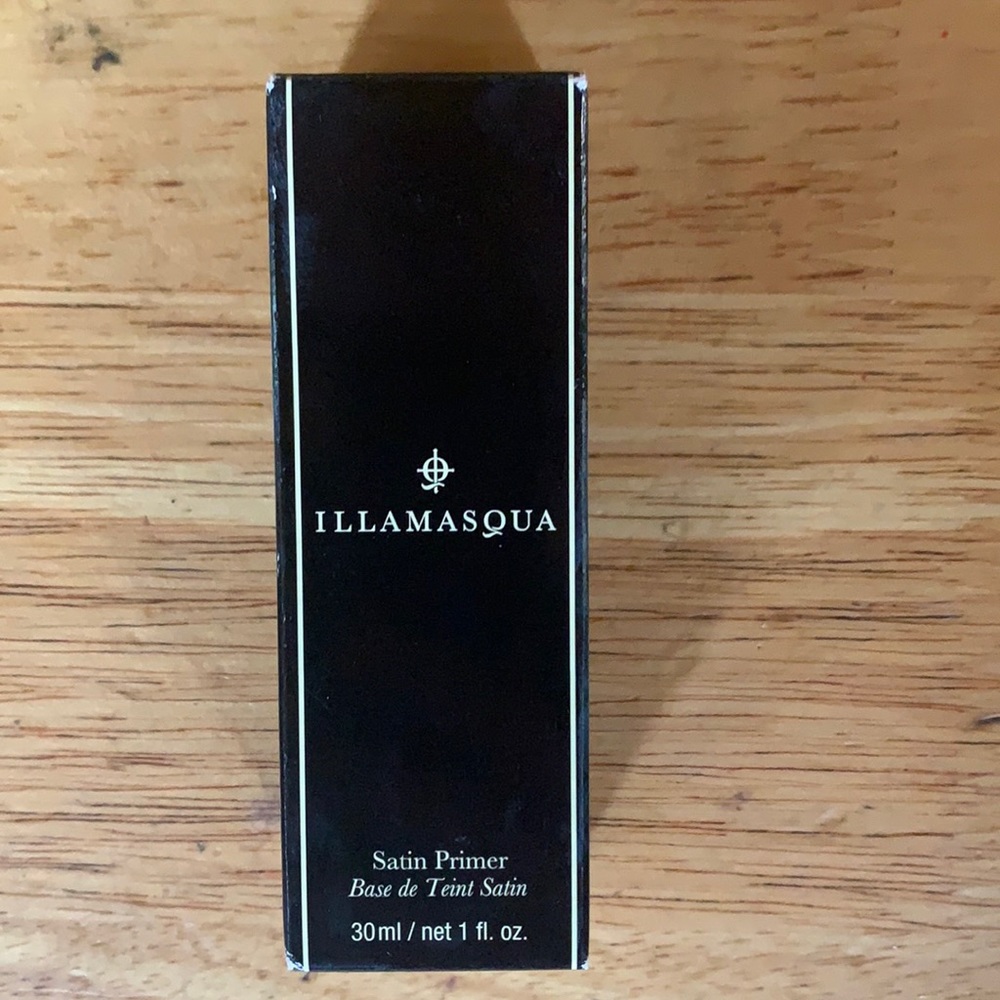 ILLAMASQUA
Satin Primer
Base de Teint Satin
30ml / net 1 fl. oz.